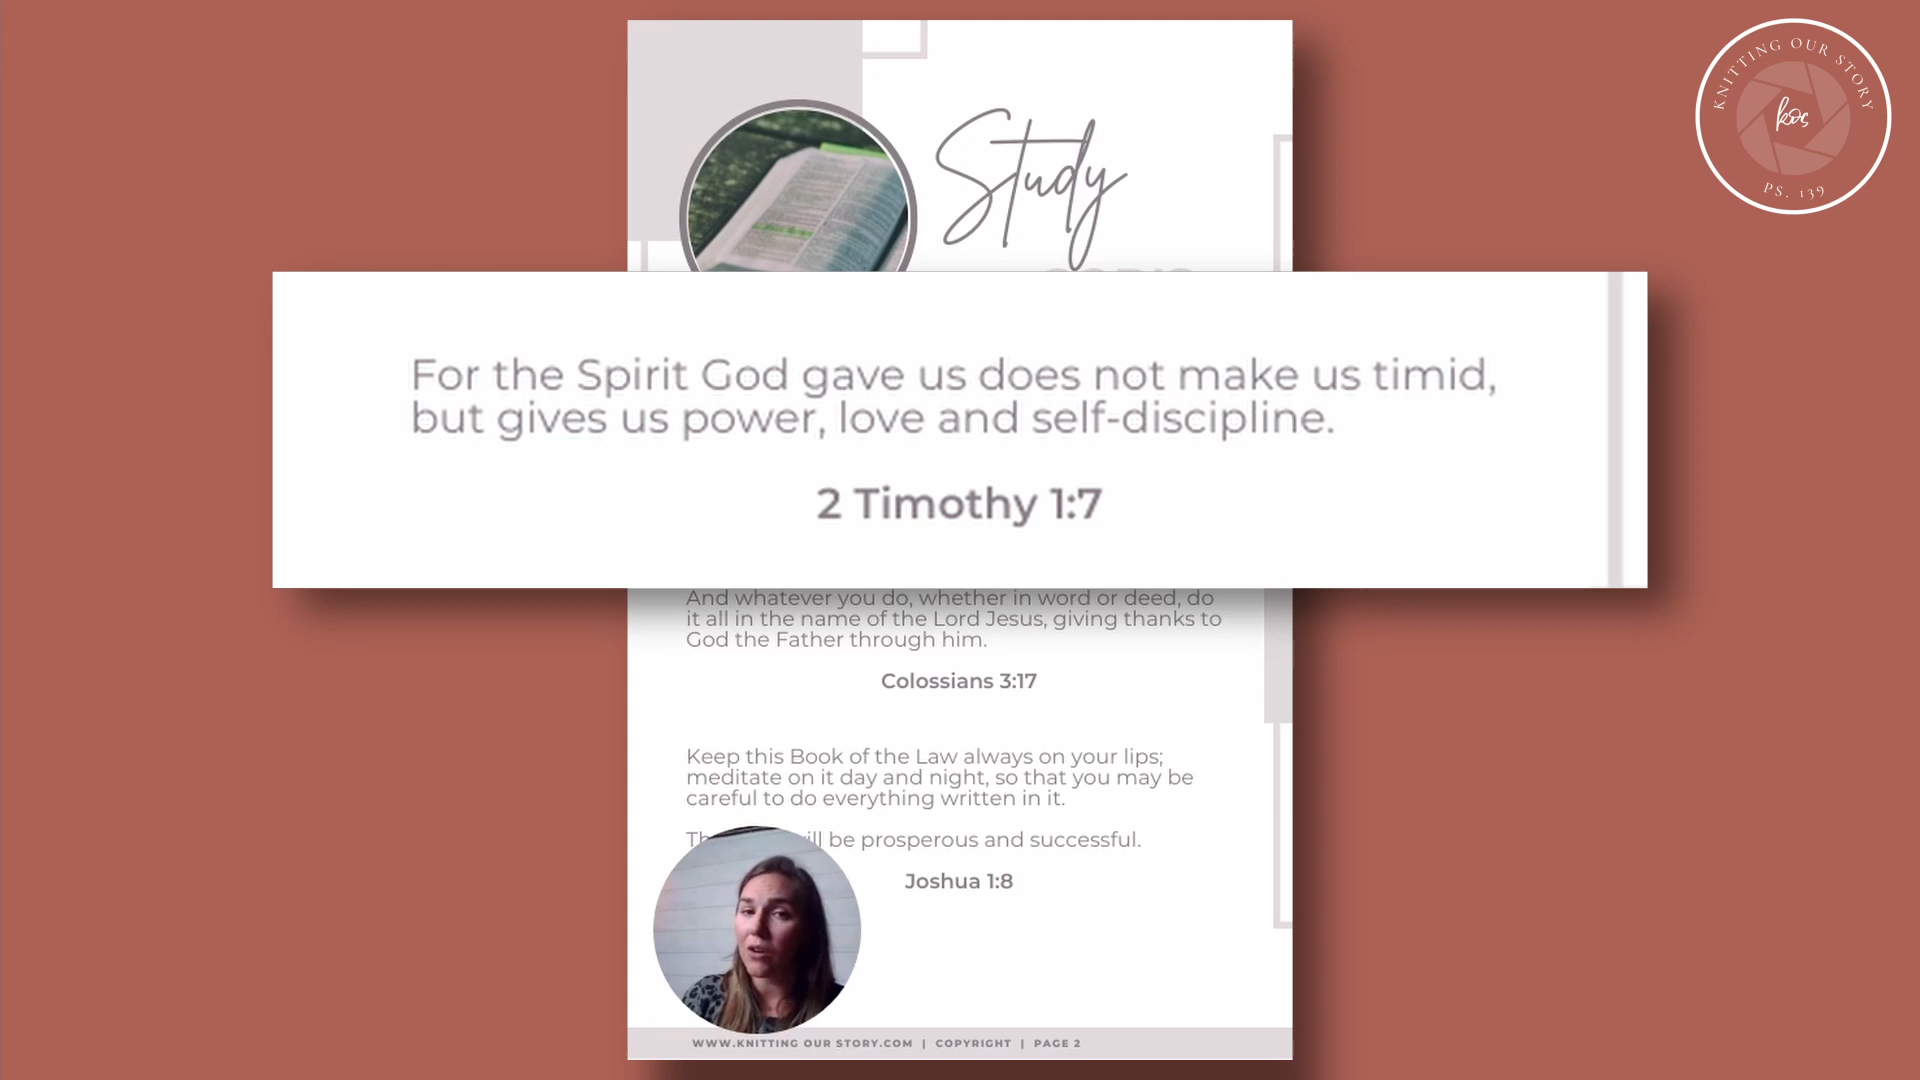 KNITTING OUR STORY
kos
PS. 139
Study
For the Spirit God gave us does not make us timid,
but gives us power, love and self-discipline.
2 Timothy 1:7
And whatever you do, whether in word or deed, do
it all in the name of the Lord Jesus, giving thanks to
God the Father through him.
Colossians 3:17
Keep this Book of the Law always on your lips;
meditate on it day and night, so that you may be
careful to do everything written in it.
be prosperous and successful.
Joshua 1:8
WWW.KNITTING OUR STORY.COM | COPYRIGHT | PAGE 2